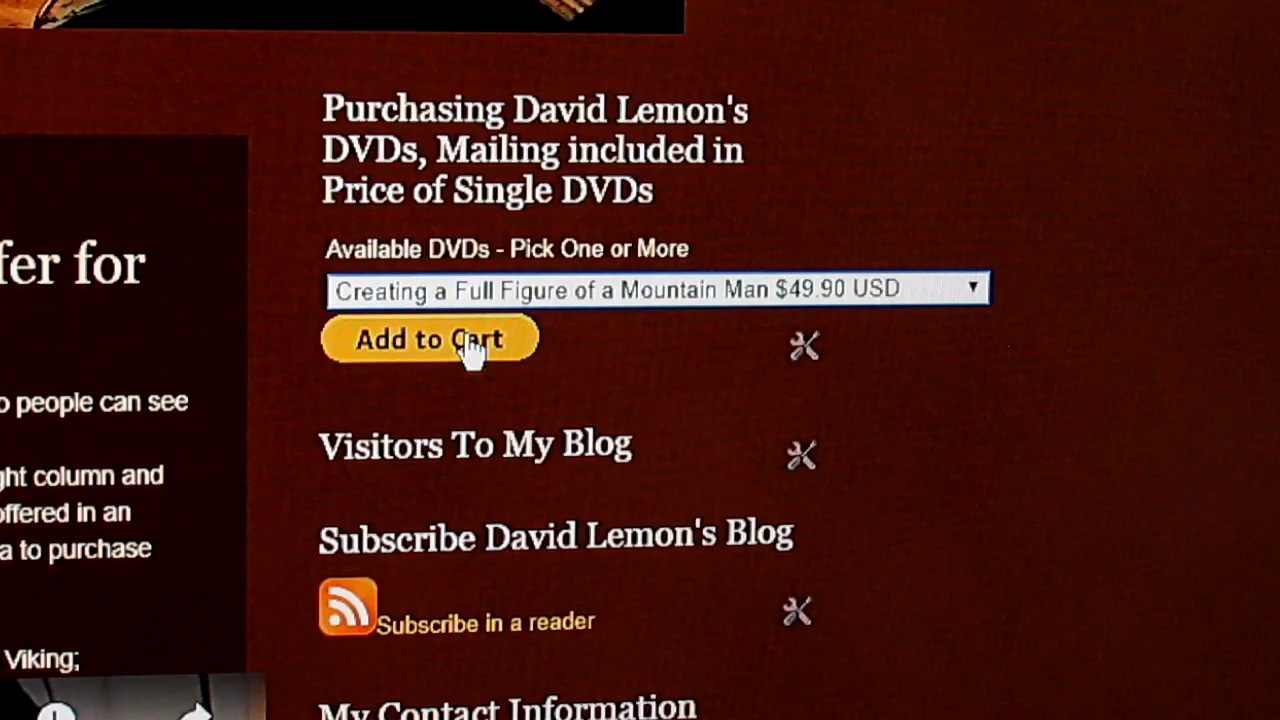 Purchasing David Lemon's
DVDs, Mailing included in
Price of Single DVDs
Available DVDs - Pick One or More
Creating a Full Figure of a Mountain Man $49.90 USD
Add to Cart
Visitors To My Blog
Subscribe David Lemon's Blog
Subscribe in a reader
My Contact Information
fer for
people can see
ght column and
offered in an
a to purchase
Viking;